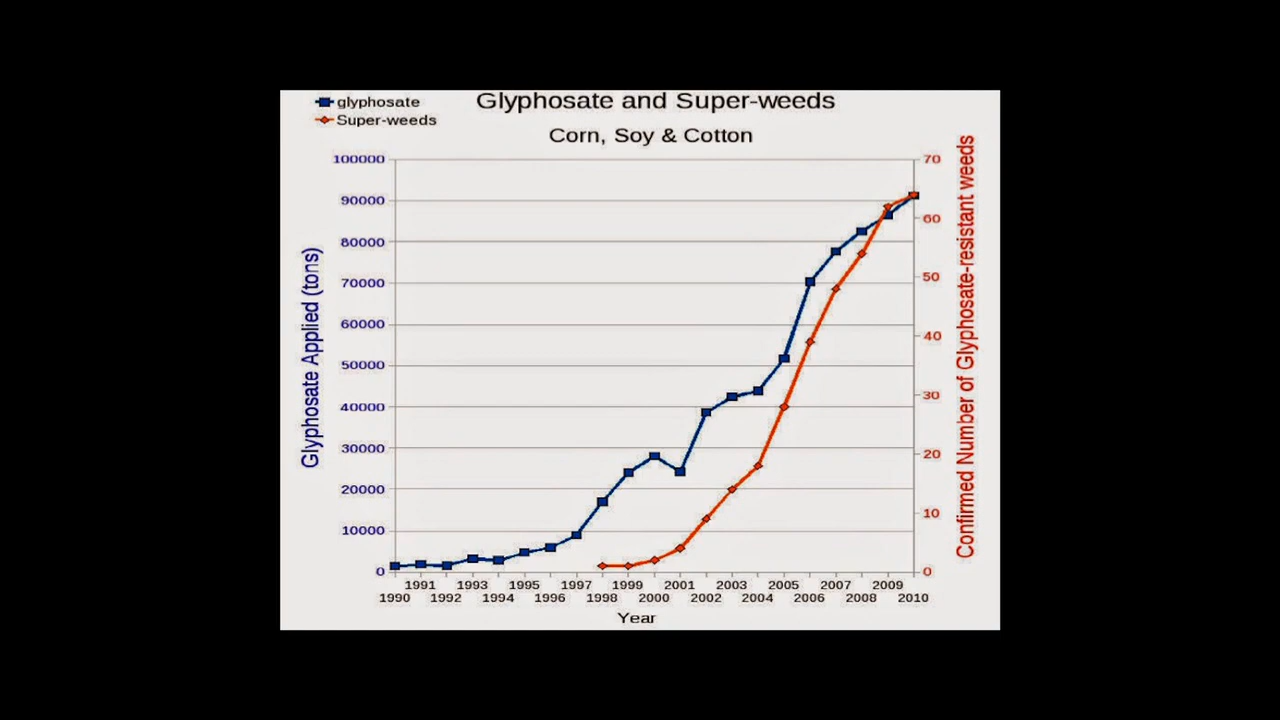 Glyphosate and Super-weeds
Corn, Soy & Cotton
glyphosate
Super-weeds
Glyphosate Applied (tons)
100000
90000
80000
70000
60000
50000
40000
30000
20000
10000
0
70
60
50
40
30
20
10
0
Confirmed Number of Glyphosate-resistant weeds
1991 1993 1995 1997 1999 2001 2003 2005 2007 2009
1990 1992 1994 1996 1998 2000 2002 2004 2006 2008 2010
Year